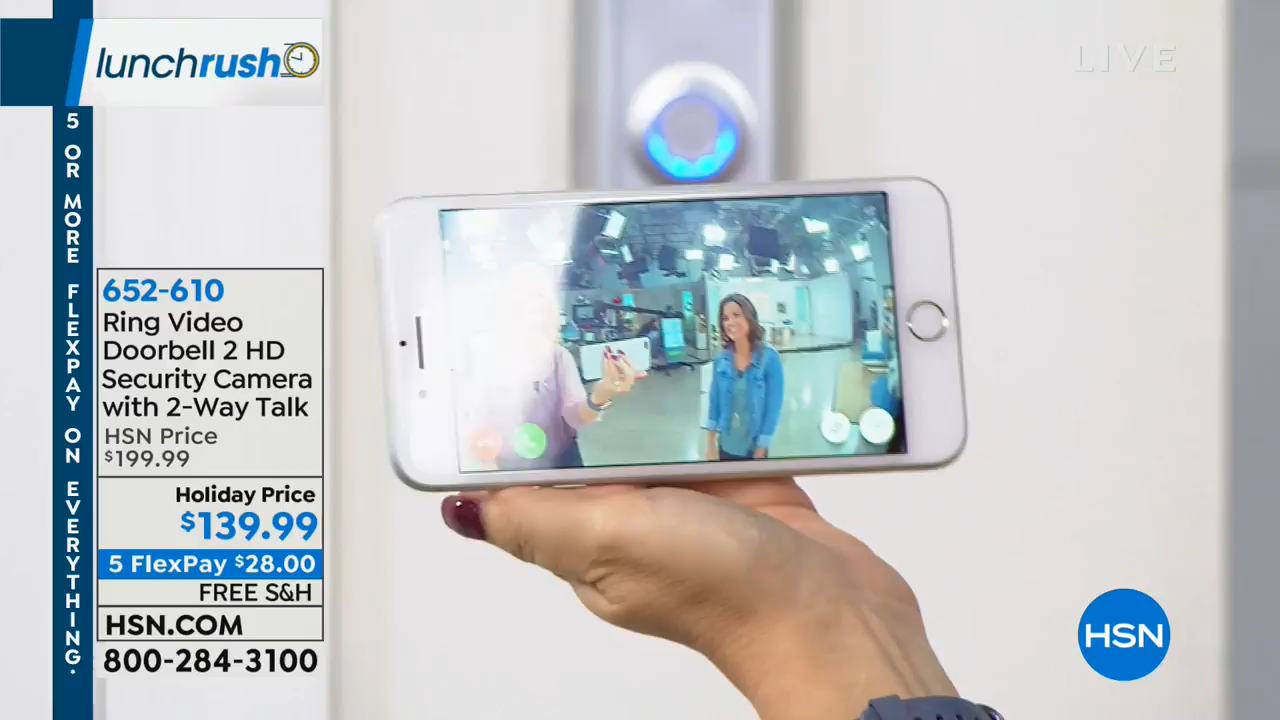 lunchrush
LIVE
5 OR MORE FLEXPAY ON EVERYTHING.
652-610
Ring Video
Doorbell 2 HD
Security Camera
with 2-Way Talk
HSN Price
$199.99
Holiday Price
$139.99
5 FlexPay $28.00
FREE S&H
HSN.COM
800-284-3100
HSN